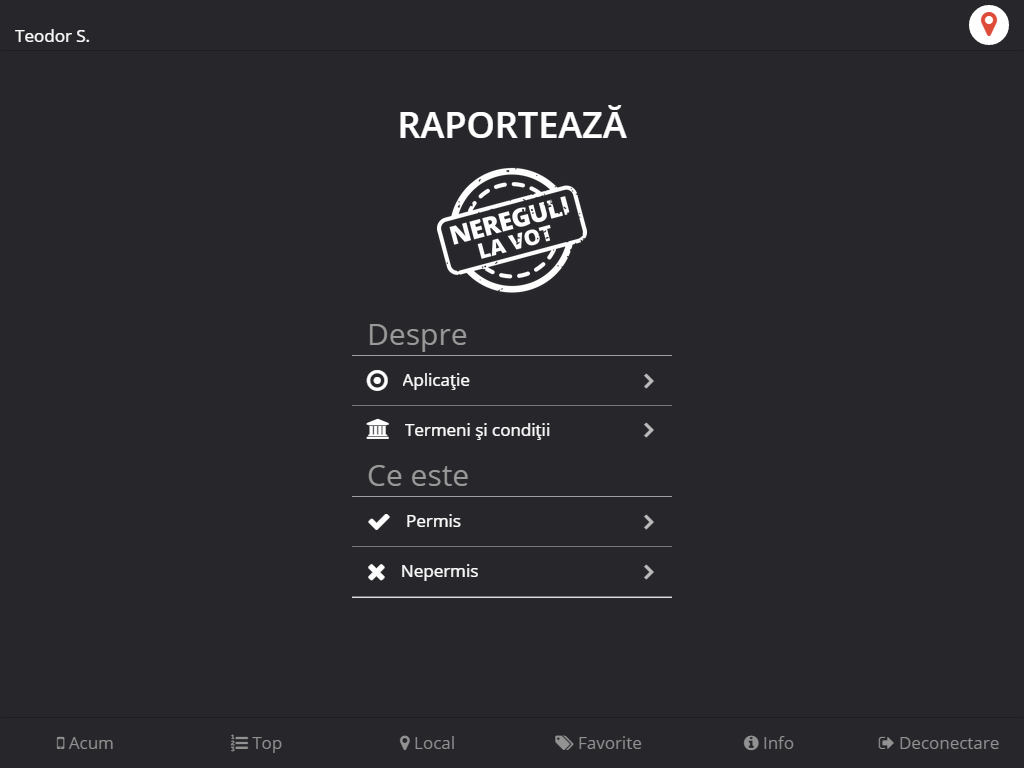 Teodor S.
RAPORTEAZĂ
NEREGULI
LA VOT
Despre
Aplicaţie
Termeni şi condiţii
Ce este
Permis
Nepermis
Acum
Top
Local
Favorite
Info
Deconectare